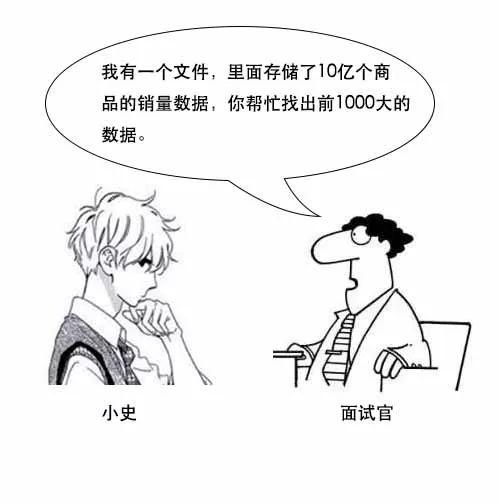 我有一个文件，里面存储了10亿个商
品的销量数据，你帮忙找出前1000大的
数据。
小史
面试官